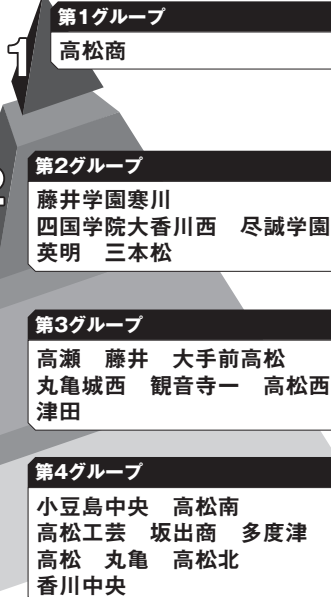 1
第1グループ
高松商
2
第2グループ
藤井学園寒川
四国学院大香川西 尽誠学園
英明 三本松
第3グループ
高瀬 藤井 大手前高松
丸亀城西 観音寺一 高松西
津田
第4グループ
小豆島中央 高松南
高松工芸 坂出商 多度津
高松 丸亀 高松北
香川中央